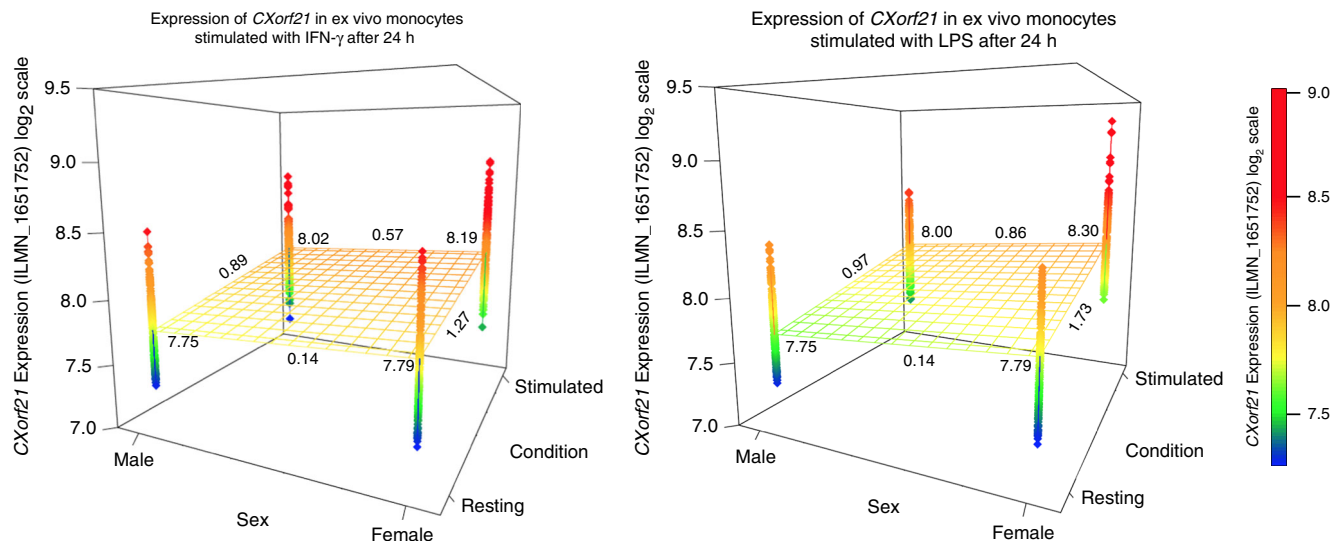 Expression of CXorf21 in ex vivo monocytes
stimulated with IFN-γ after 24 h
CXorf21 Expression (ILMN_1651752) log2 scale
9.5
9.0
8.5
8.0
7.5
7.0
0.89
8.02
0.57
8.19
1.27
7.75
0.14
7.79
Male
Sex
Female
Resting
Condition
Stimulated
Expression of CXorf21 in ex vivo monocytes
stimulated with LPS after 24 h
CXorf21 Expression (ILMN_1651752) log2 scale
9.5
9.0
8.5
8.0
7.5
7.0
0.97
8.00
0.86
8.30
1.73
7.75
0.14
7.79
Male
Sex
Female
Resting
Condition
Stimulated
CXorf21 Expression (ILMN_1651752) log2 scale
9.0
8.5
8.0
7.5